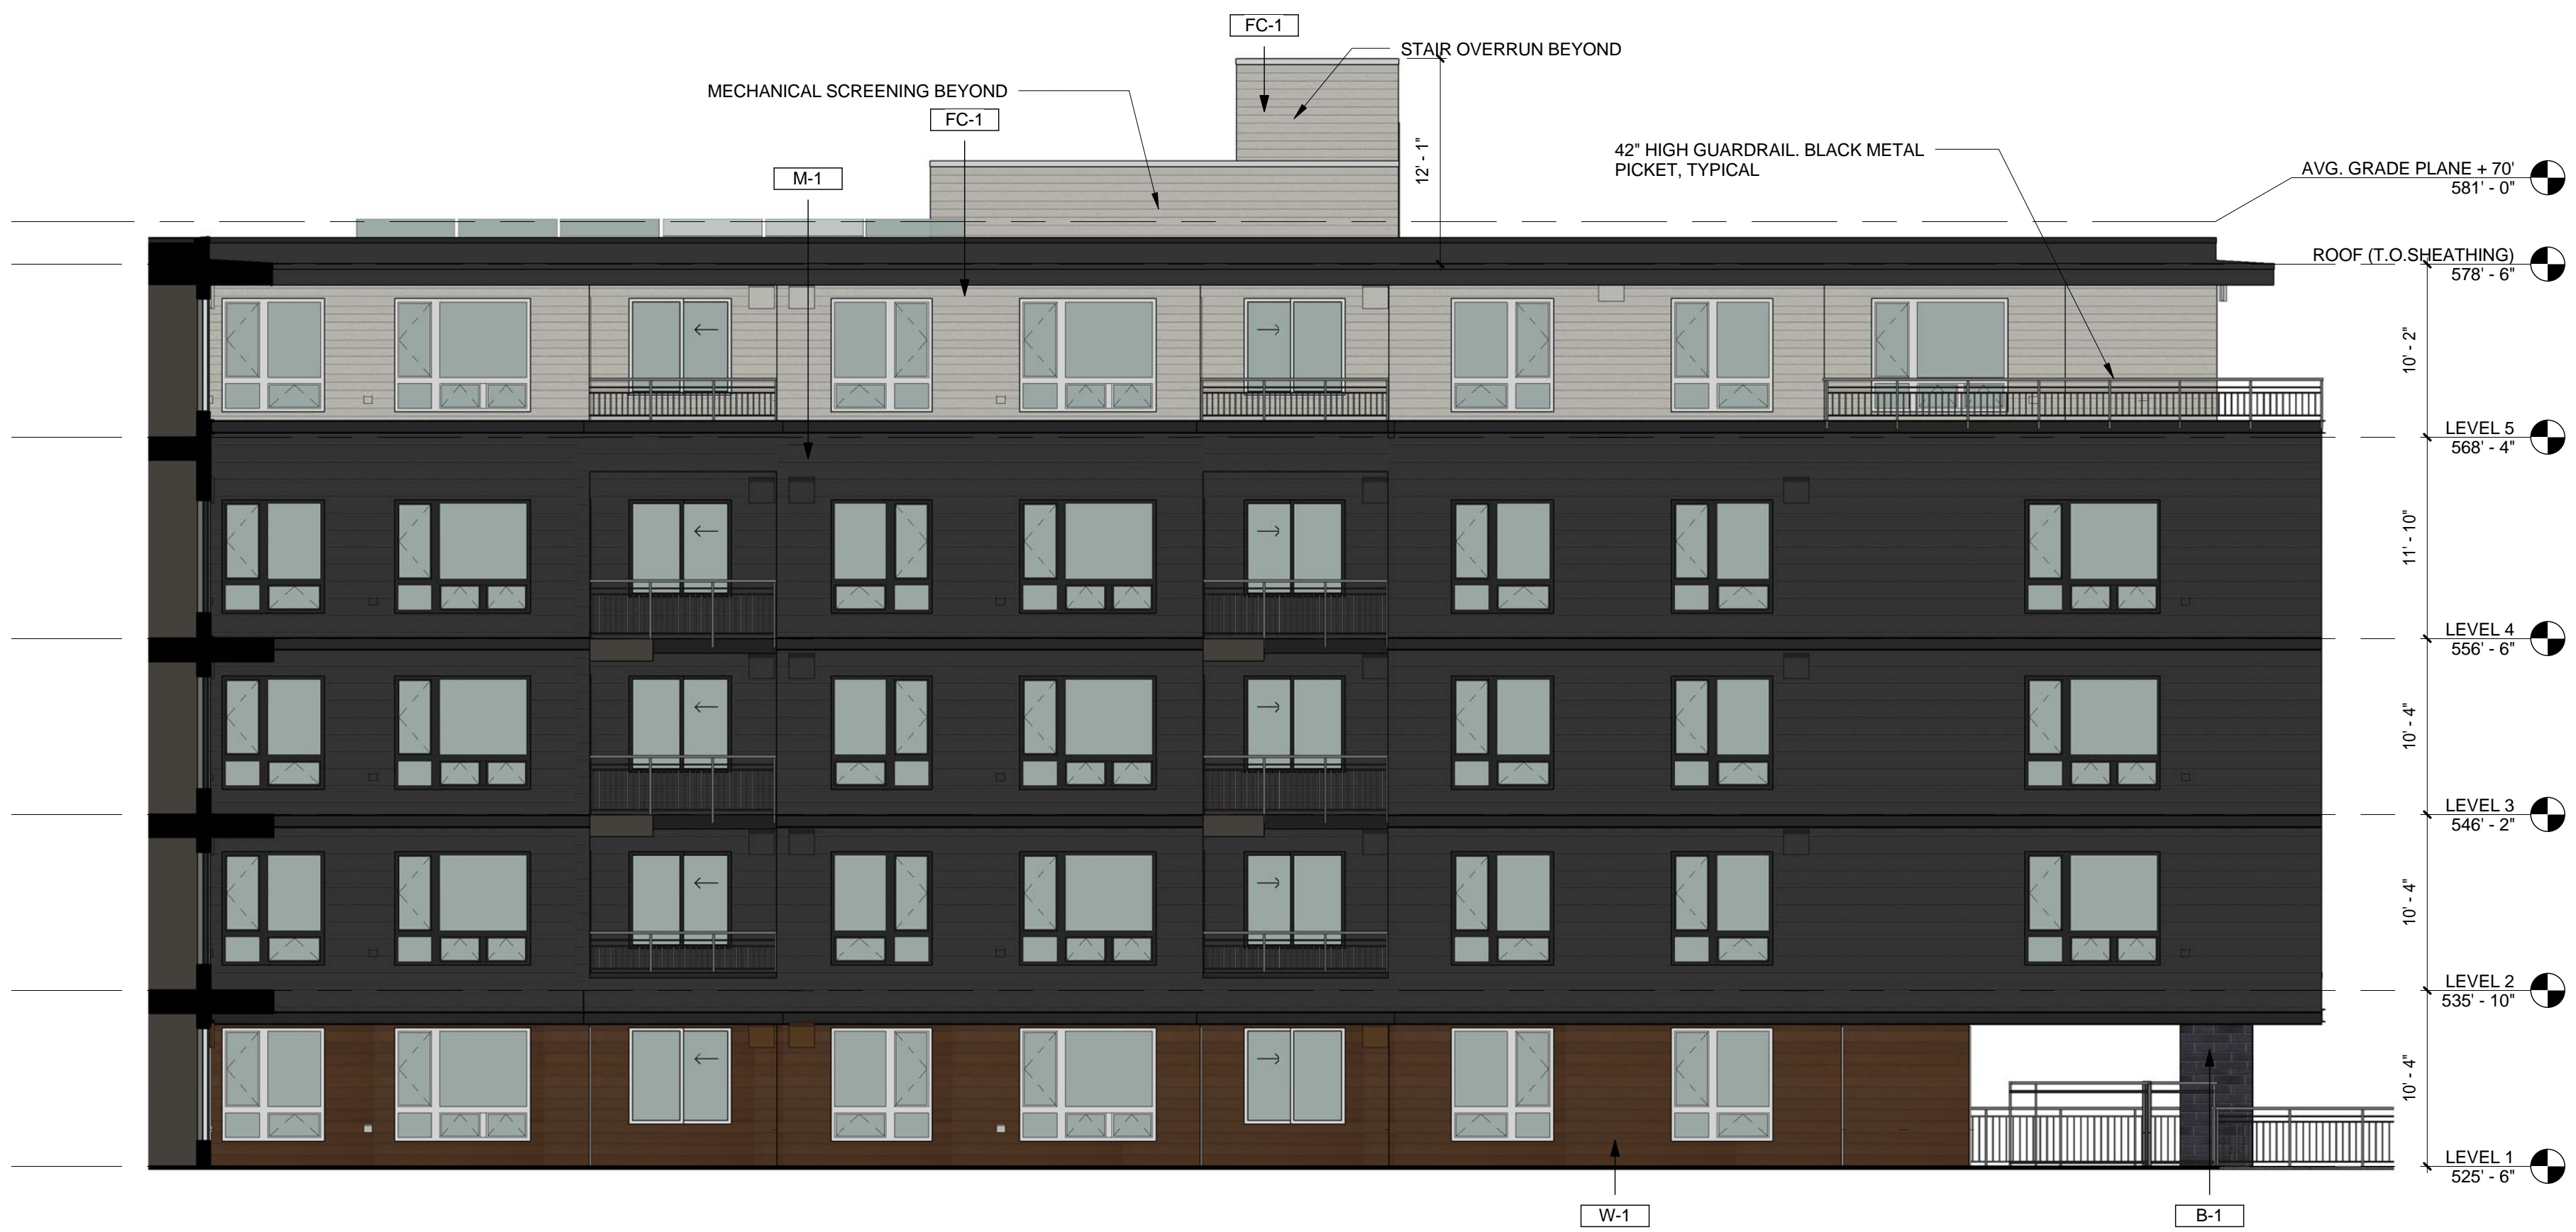 FC-1
STAIR OVERRUN BEYOND
MECHANICAL SCREENING BEYOND
FC-1
12' - 1"
42" HIGH GUARDRAIL. BLACK METAL
PICKET, TYPICAL
M-1
AVG. GRADE PLANE + 70'
581' - 0"
ROOF (T.O.SHEATHING)
578' - 6"
10' - 2"
LEVEL 5
568' - 4"
11' - 10"
LEVEL 4
556' - 6"
10' - 4"
LEVEL 3
546' - 2"
10' - 4"
LEVEL 2
535' - 10"
10' - 4"
LEVEL 1
525' - 6"
W-1
B-1